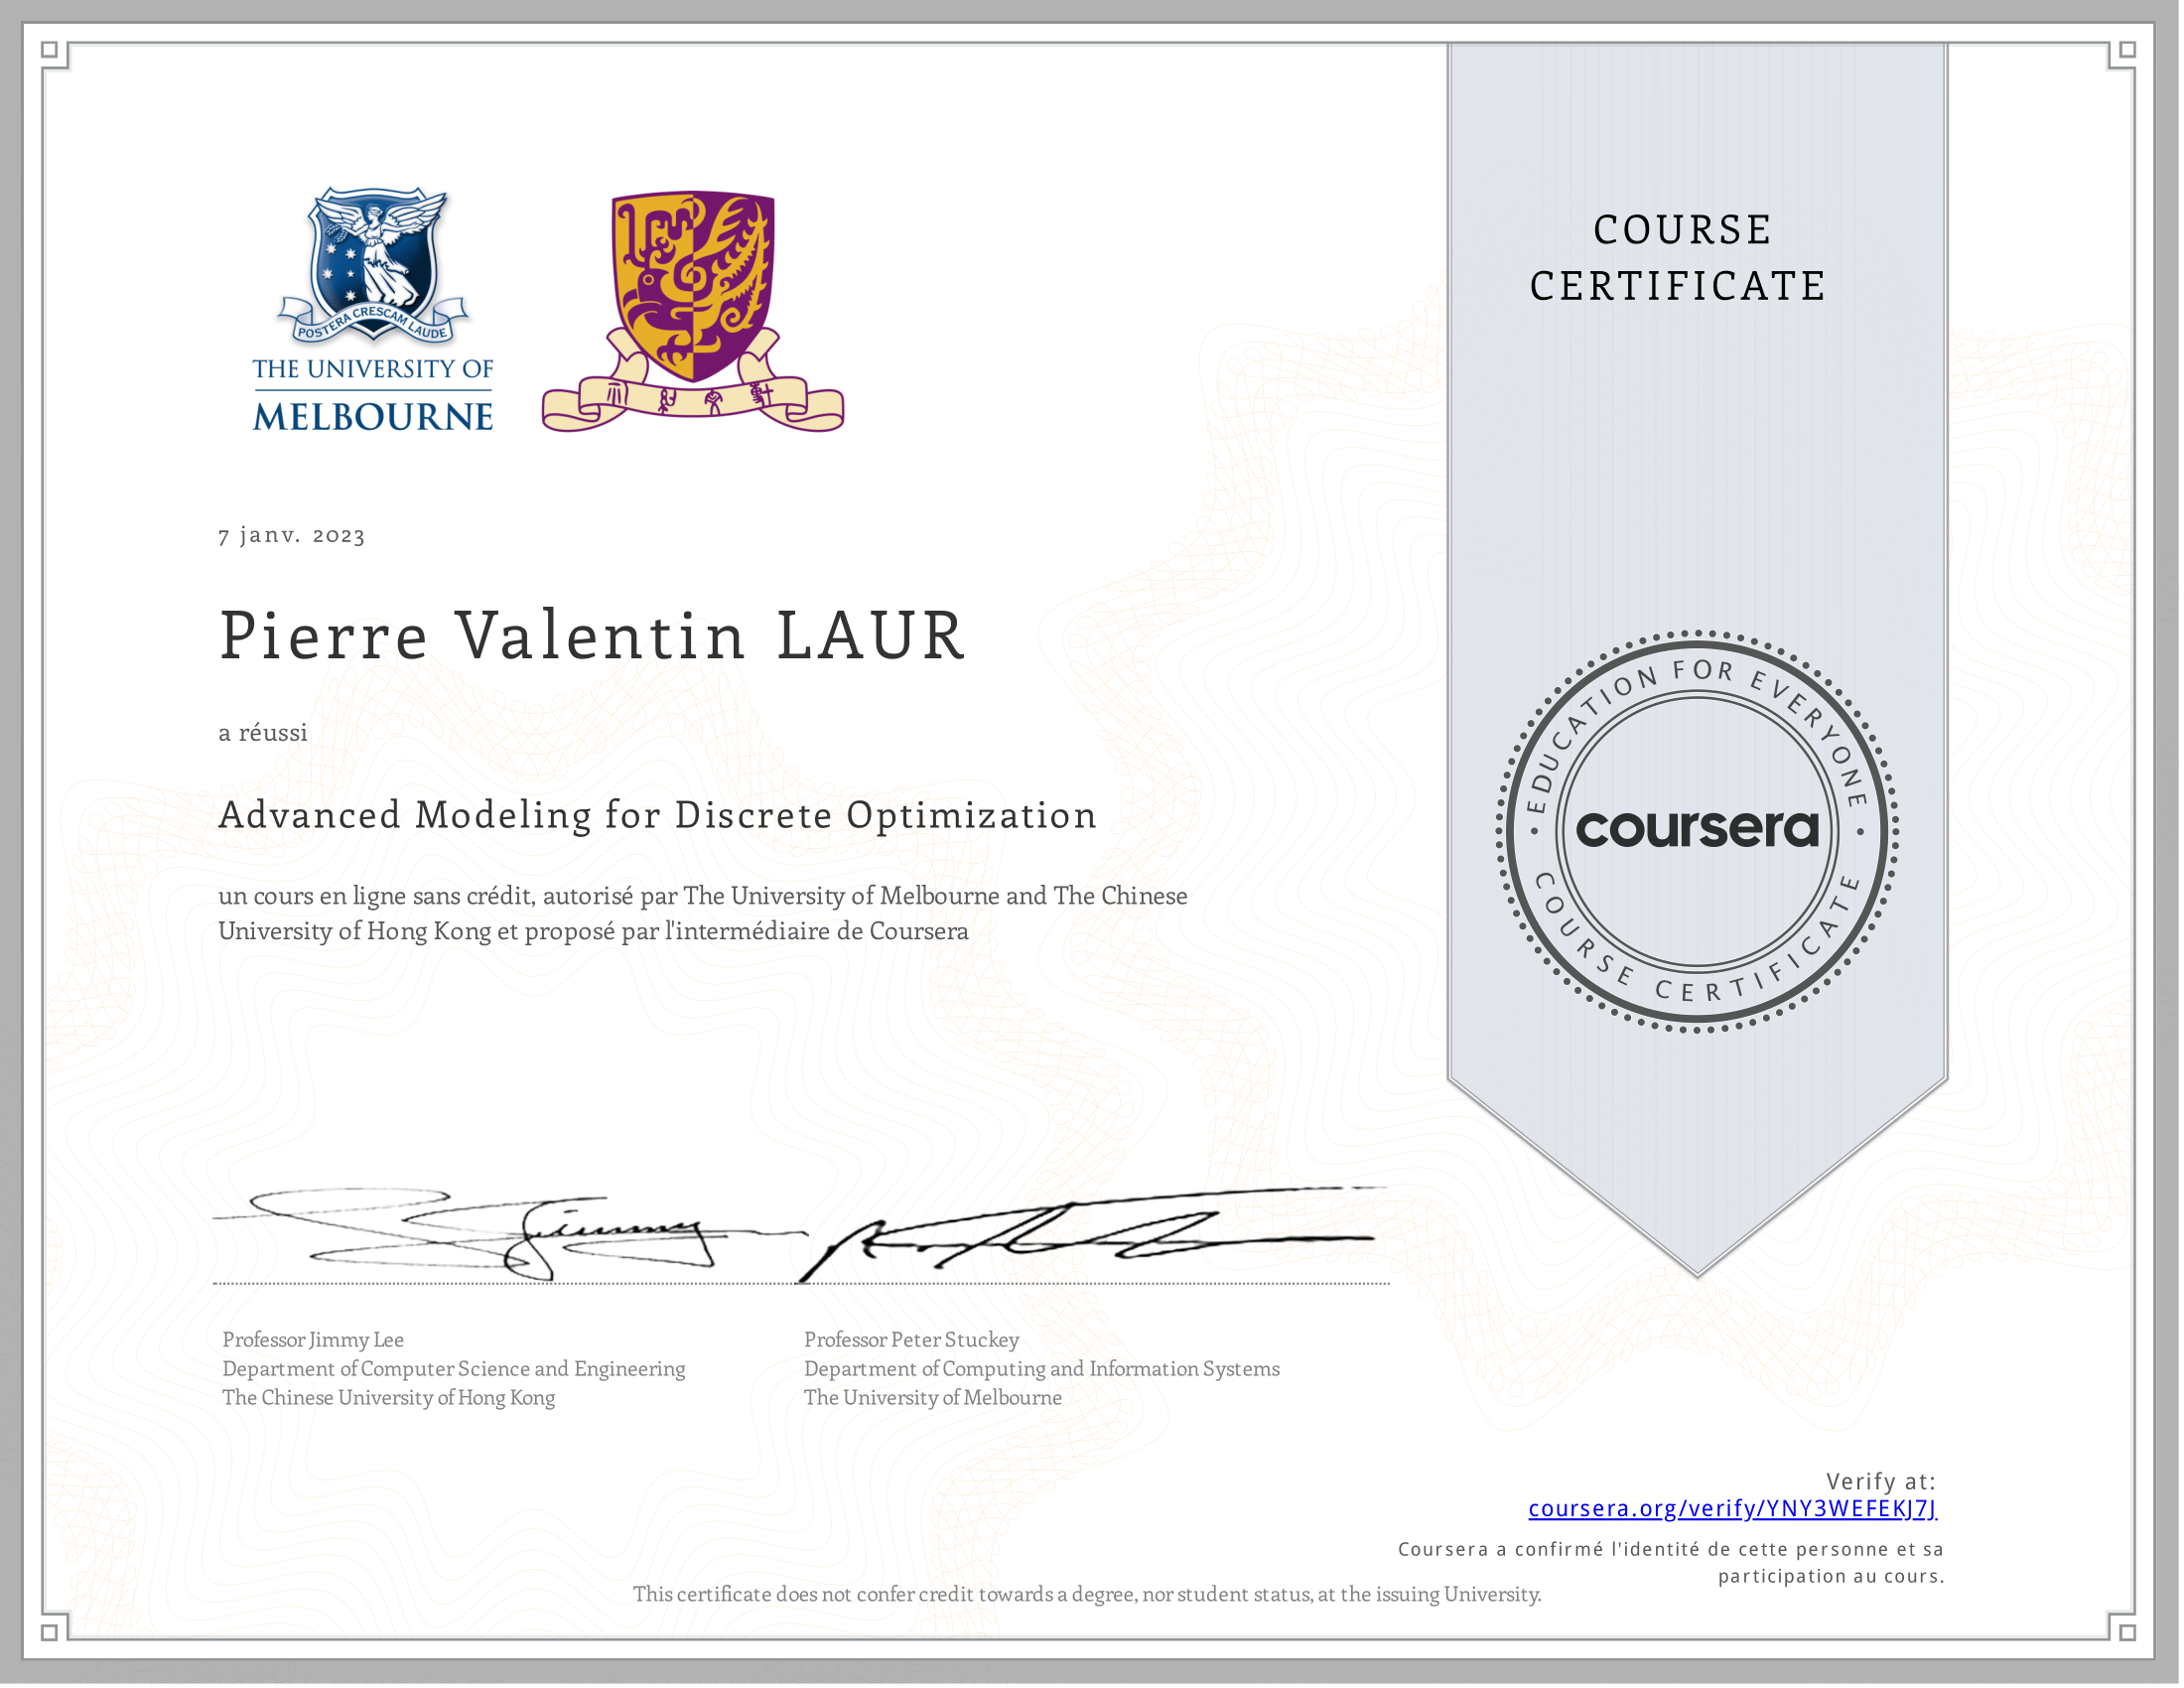 POSTERA CRESCAM LAUDE
THE UNIVERSITY OF
MELBOURNE
COURSE
CERTIFICATE
7 janv. 2023
Pierre Valentin LAUR
a réussi
Advanced Modeling for Discrete Optimization
un cours en ligne sans crédit, autorisé par The University of Melbourne and The Chinese
University of Hong Kong et proposé par l'intermédiaire de Coursera
EDUCATION FOR EVERYONE
coursera
COURSE CERTIFICATE
Jimmy
Professor Jimmy Lee
Department of Computer Science and Engineering
The Chinese University of Hong Kong
Professor Peter Stuckey
Department of Computing and Information Systems
The University of Melbourne
Verify at:
coursera.org/verify/YNY3WEFEKJ7J
Coursera a confirmé l'identité de cette personne et sa
participation au cours.
This certificate does not confer credit towards a degree, nor student status, at the issuing University.